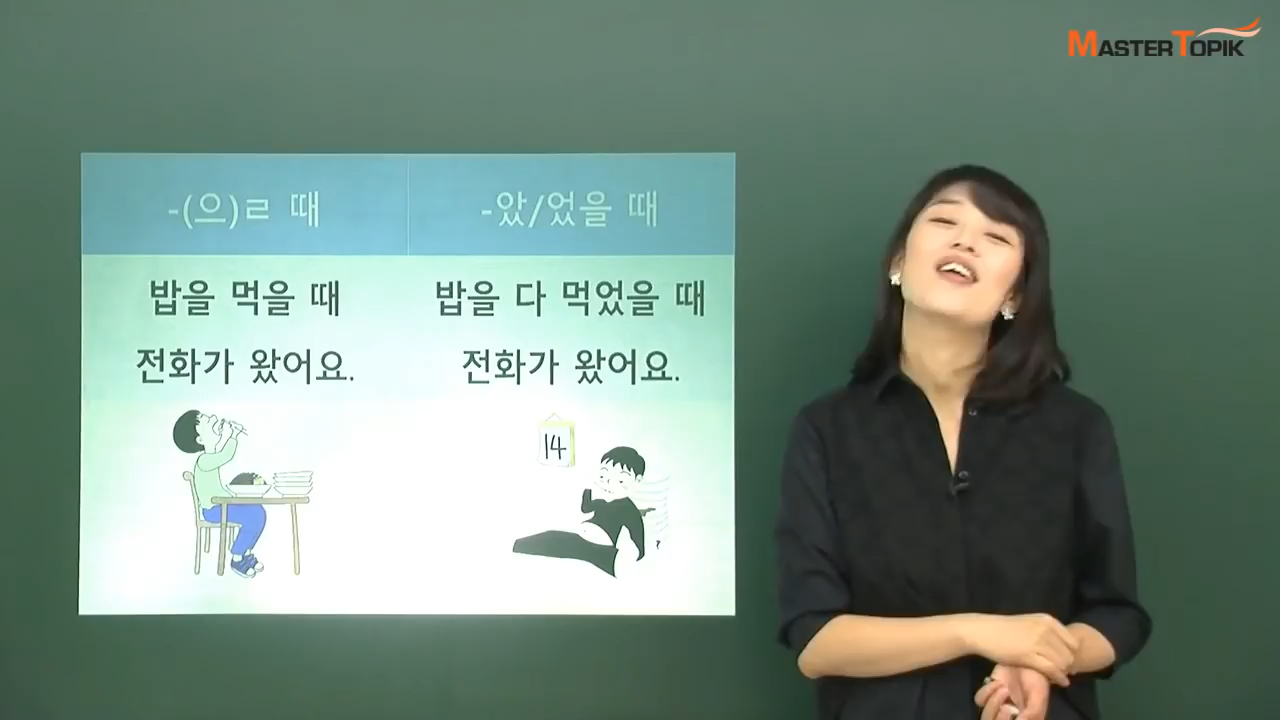 MASTER TOPIK
-(으)ㄹ 때
-았/었을 때
밥을 먹을 때
전화가 왔어요.
밥을 다 먹었을 때
전화가 왔어요.
14